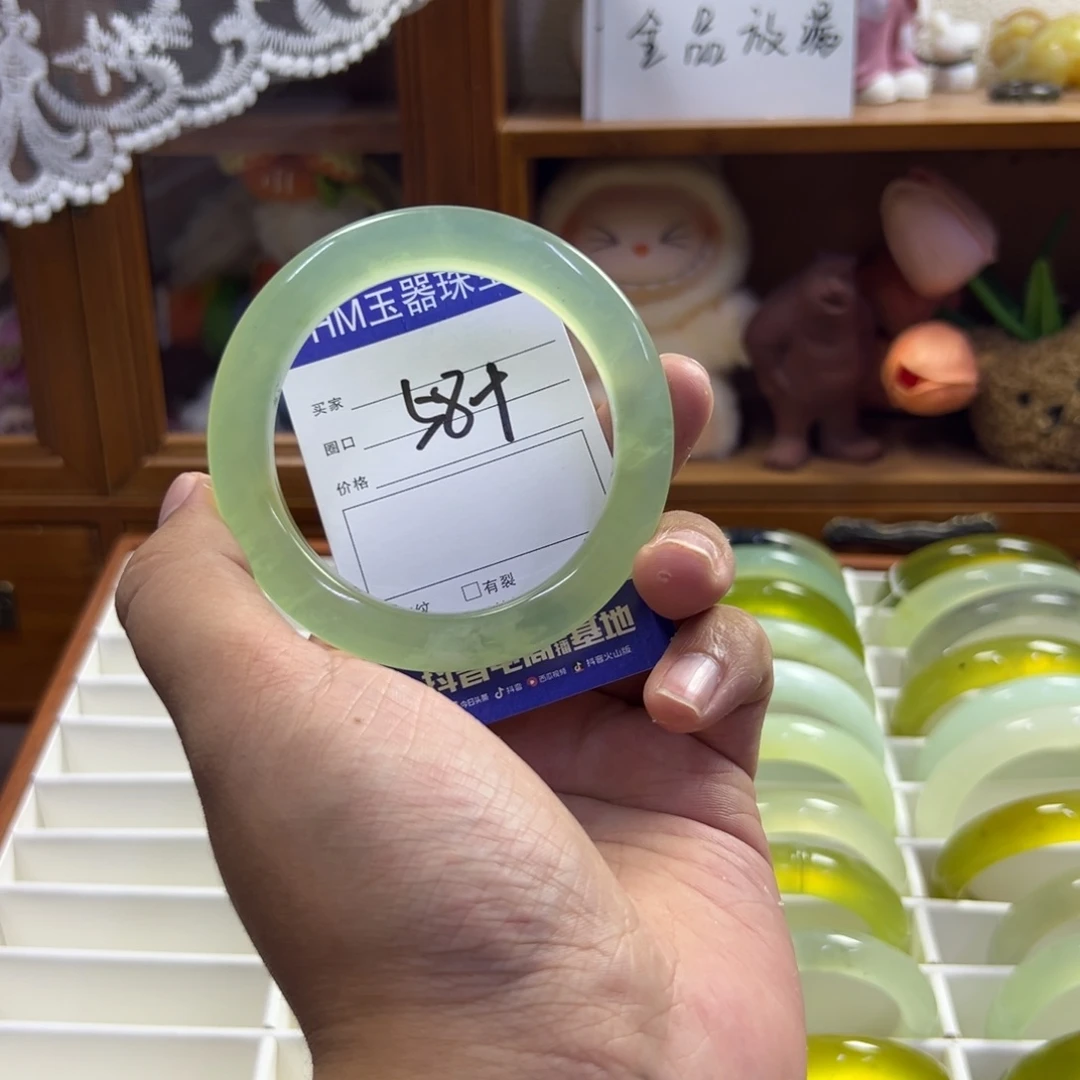 全品放漏
HM玉器珠宝
买家
58+
圈口
价格
纹 □有裂
抖音电商直播基地
今日头条 抖音 西瓜视频 抖音火山版